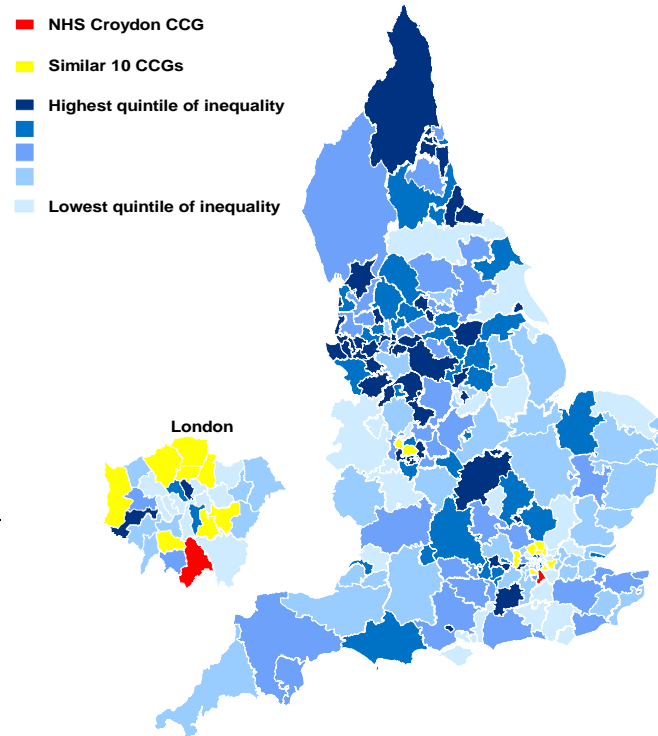 NHS Croydon CCG
Similar 10 CCGs
Highest quintile of inequality
Lowest quintile of inequality
London